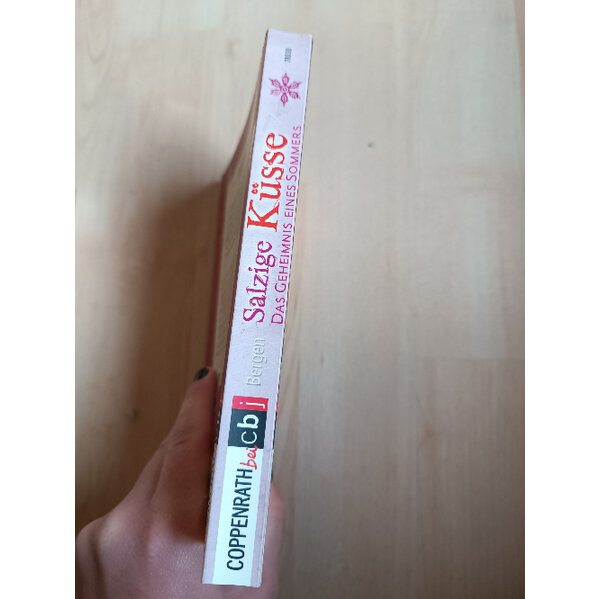 COPPENRATH
bei
cbj
Bergen
Salzige Küsse
DAS GEHEIMNIS EINES SOMMERS